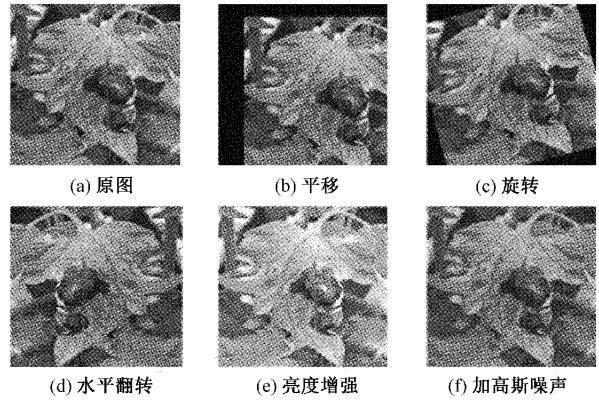 (a) 原图
(b) 平移
(c) 旋转
(d) 水平翻转
(e) 亮度增强
(f) 加高斯噪声